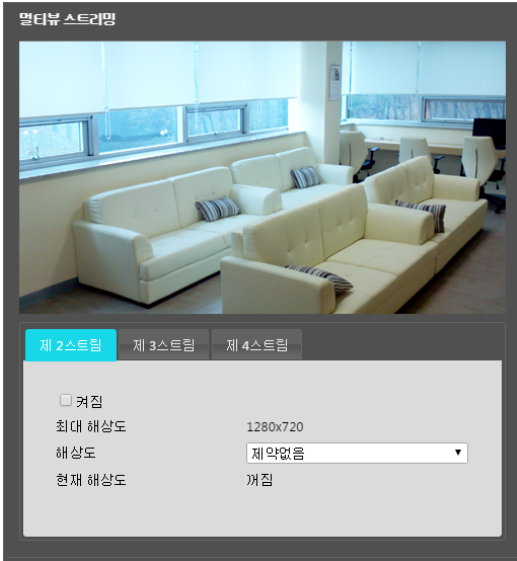 멀티뷰 스트리밍
제 2스트림 제 3스트림 제 4스트림
켜짐
최대 해상도 1280x720
해상도 제약없음
현재 해상도 꺼짐